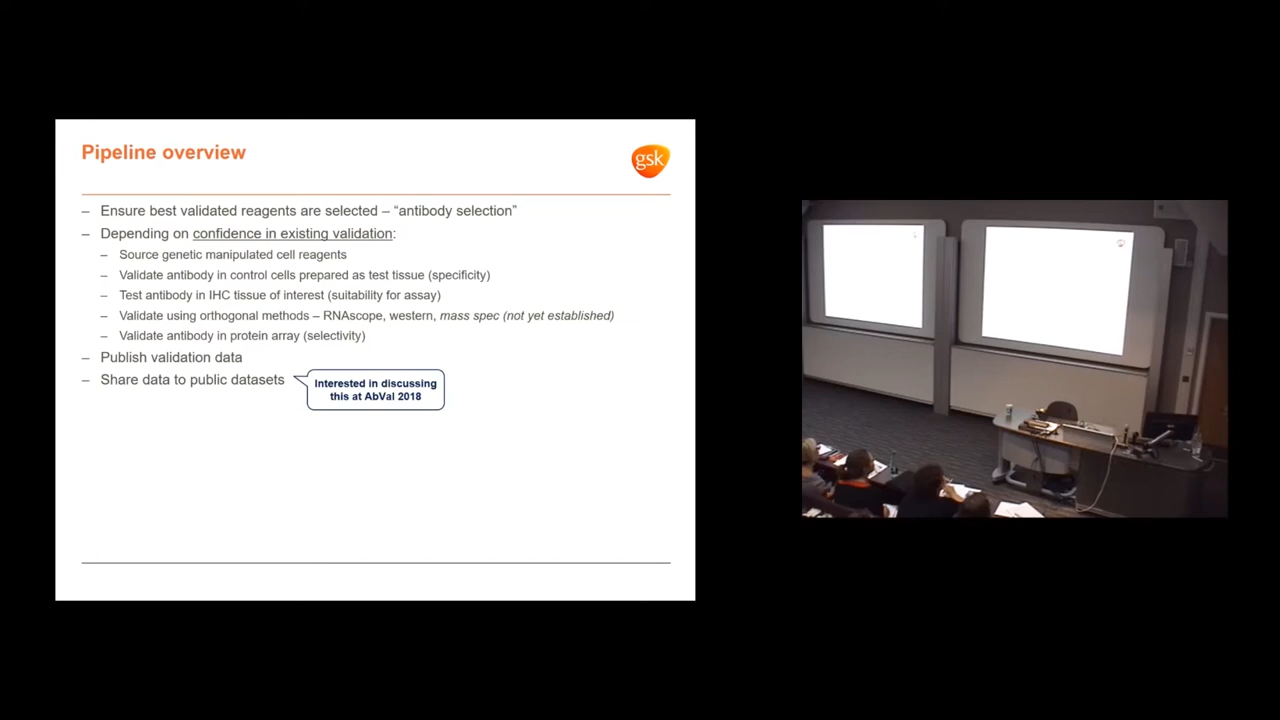 Pipeline overview
gsk
– Ensure best validated reagents are selected – “antibody selection”
– Depending on confidence in existing validation:
– Source genetic manipulated cell reagents
– Validate antibody in control cells prepared as test tissue (specificity)
– Test antibody in IHC tissue of interest (suitability for assay)
– Validate using orthogonal methods – RNAscope, western, mass spec (not yet established)
– Validate antibody in protein array (selectivity)
– Publish validation data
– Share data to public datasets
Interested in discussing
this at AbVal 2018